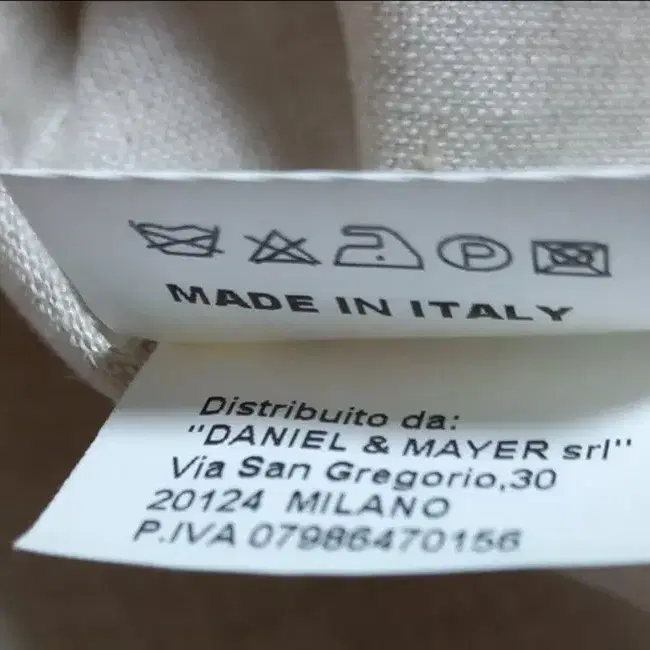 P
MADE IN ITALY
Distribuito da:
"DANIEL & MAYER srl"
Via San Gregorio,30
20124 MILANO
P.IVA 07986470156